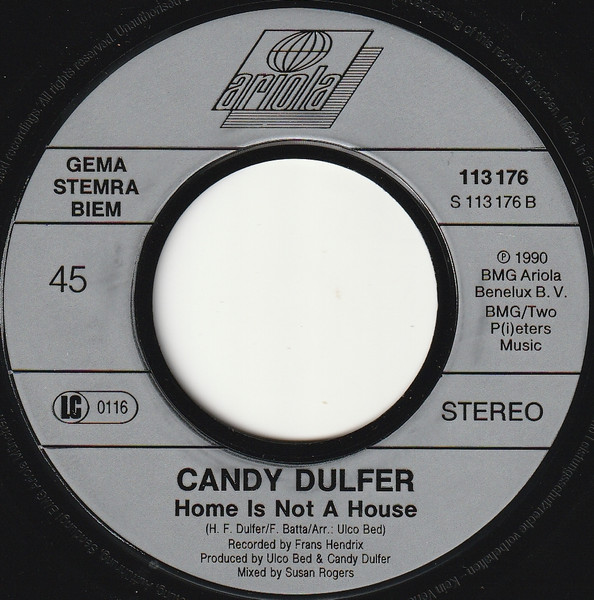 ariola
GEMA
STEMRA
BIEM
113 176
S 113 176 B
45
℗ 1990
BMG Ariola
Benelux B. V.
BMG/Two
P(i)eters
Music
LC 0116
STEREO
CANDY DULFER
Home Is Not A House
(H. F. Dulfer/F. Batta/Arr.: Ulco Bed)
Recorded by Frans Hendrix
Produced by Ulco Bed & Candy Dulfer
Mixed by Susan Rogers